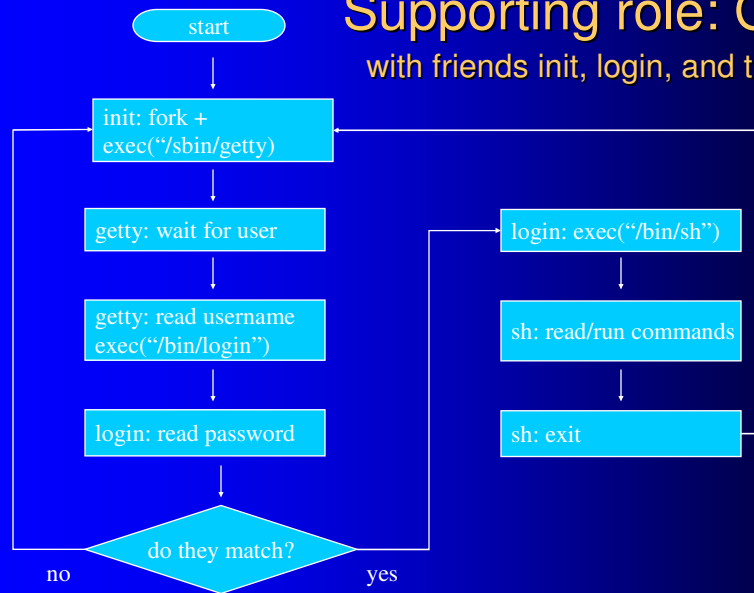 Supporting role:
with friends init, login, and
start
init: fork +
exec(“/sbin/getty)
getty: wait for user
getty: read username
exec(“/bin/login”)
login: read password
do they match?
no
yes
login: exec(“/bin/sh”)
sh: read/run commands
sh: exit